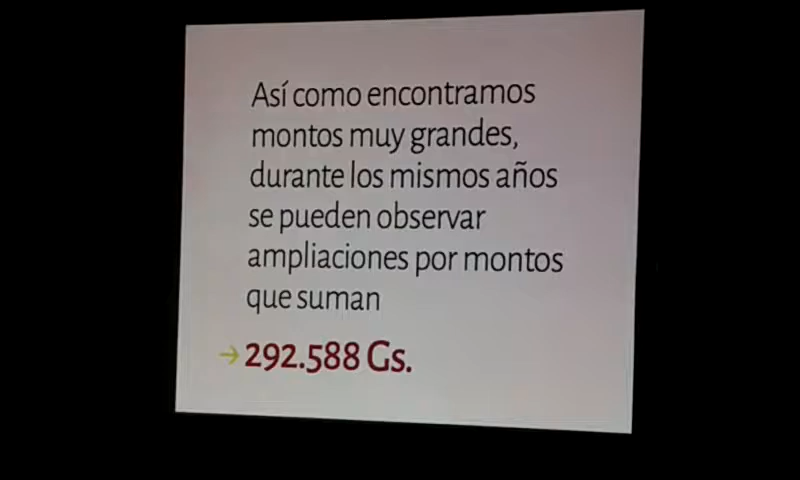 Así como encontramos
montos muy grandes,
durante los mismos años
se pueden observar
ampliaciones por montos
que suman
→292.588 Gs.